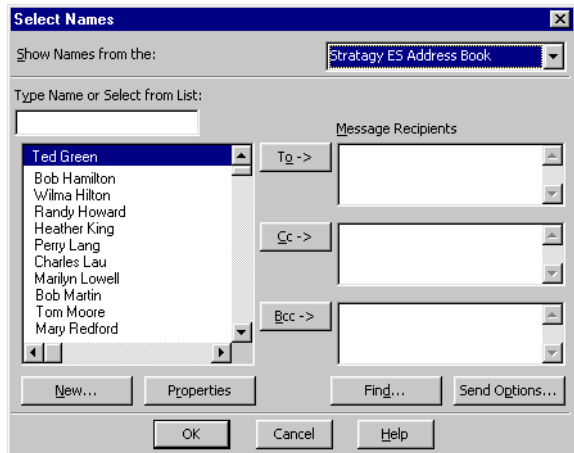 Select Names
Show Names from the:
Stratagy ES Address Book
Type Name or Select from List:
Message Recipients
Ted Green
Bob Hamilton
Wilma Hilton
Randy Howard
Heather King
Perry Lang
Charles Lau
Marilyn Lowell
Bob Martin
Tom Moore
Mary Redford
To ->
Cc ->
Bcc ->
New...
Properties
Find...
Send Options...
OK
Cancel
Help